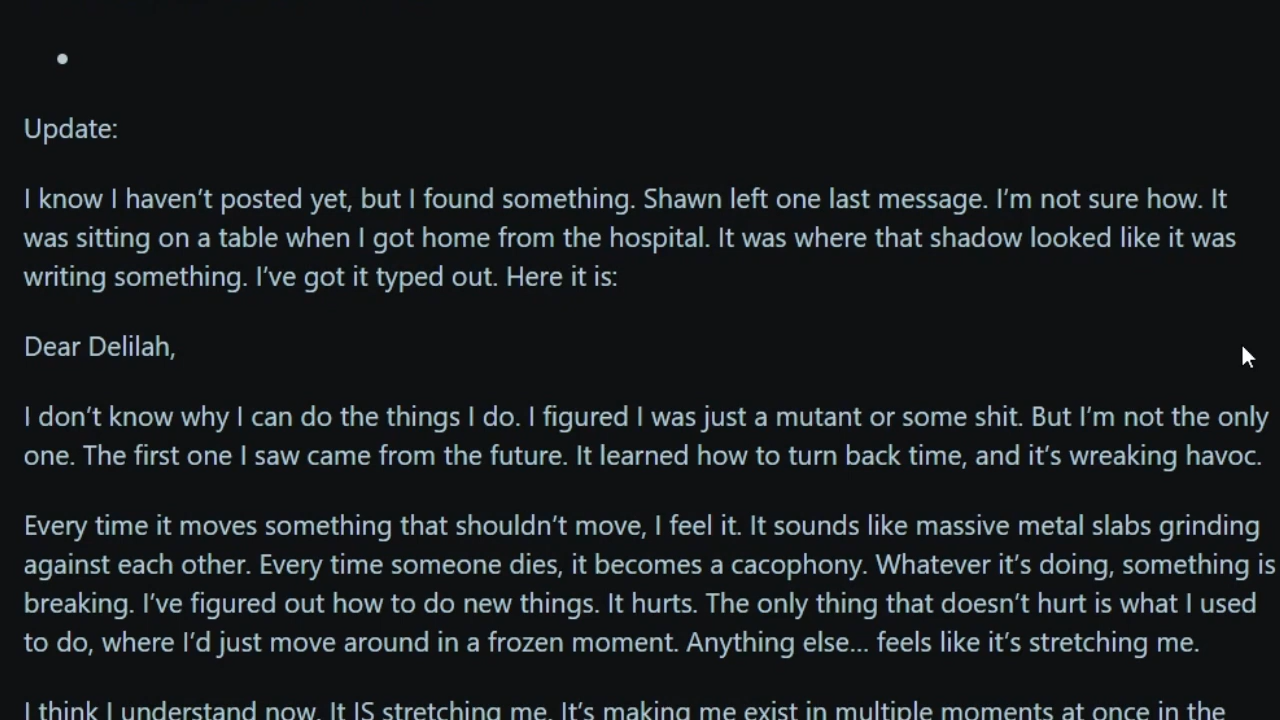 Update:
I know I haven’t posted yet, but I found something. Shawn left one last message. I’m not sure how. It
was sitting on a table when I got home from the hospital. It was where that shadow looked like it was
writing something. I’ve got it typed out. Here it is:
Dear Delilah,
I don’t know why I can do the things I do. I figured I was just a mutant or some shit. But I’m not the only
one. The first one I saw came from the future. It learned how to turn back time, and it’s wreaking havoc.
Every time it moves something that shouldn’t move, I feel it. It sounds like massive metal slabs grinding
against each other. Every time someone dies, it becomes a cacophony. Whatever it’s doing, something is
breaking. I’ve figured out how to do new things. It hurts. The only thing that doesn’t hurt is what I used
to do, where I’d just move around in a frozen moment. Anything else... feels like it’s stretching me.
I think I understand now. It IS stretching me. It’s making me exist in multiple moments at once in the